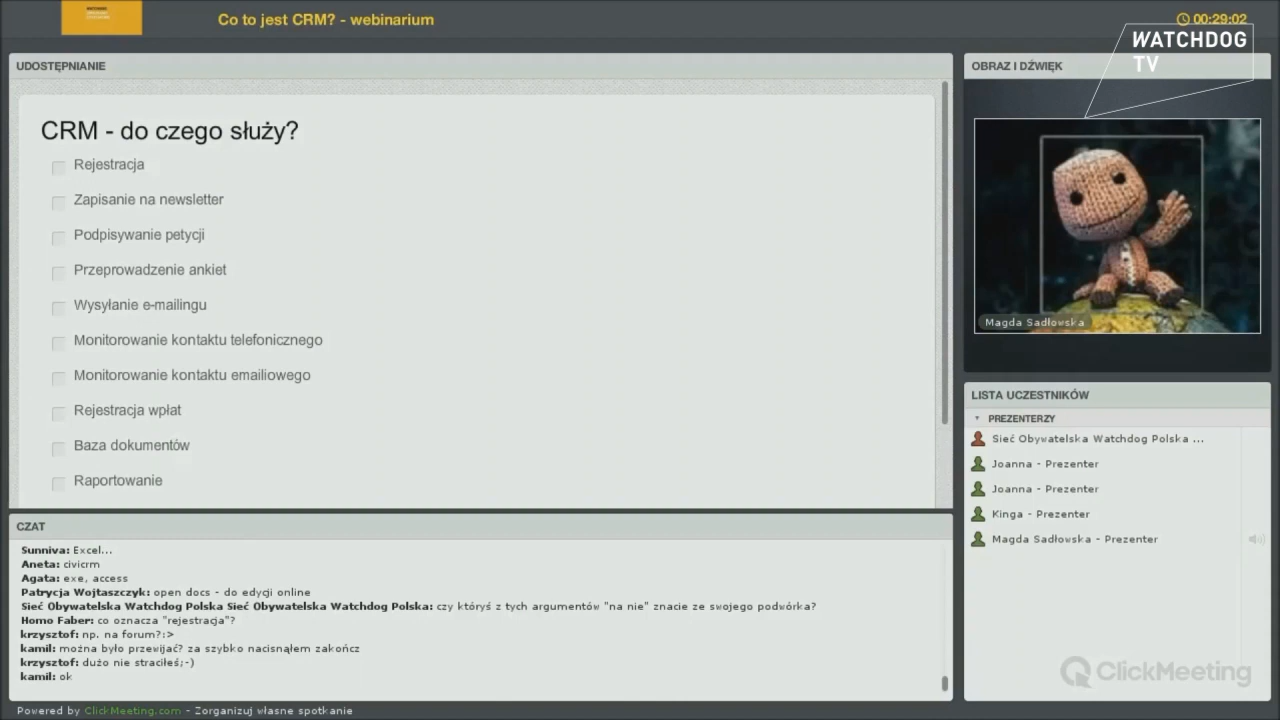 Co to jest CRM? - webinarium
00:29:02
WATCHDOG
TV
UDOSTĘPNIANIE
OBRAZ I DŹWIĘK
CRM - do czego służy?
Rejestracja
Zapisanie na newsletter
Podpisywanie petycji
Przeprowadzenie ankiet
Wysyłanie e-mailingu
Monitorowanie kontaktu telefonicznego
Monitorowanie kontaktu emailiowego
Rejestracja wpłat
Baza dokumentów
Raportowanie
Magda Sadłowska
LISTA UCZESTNIKÓW
PREZENTERZY
Sieć Obywatelska Watchdog Polska ...
Joanna - Prezenter
Joanna - Prezenter
Kinga - Prezenter
Magda Sadłowska - Prezenter
CZAT
Sunniva: Excel...
Aneta: civicrm
Agata: exe, access
Patrycja Wojtaszczyk: open docs - do edycji online
Sieć Obywatelska Watchdog Polska Sieć Obywatelska Watchdog Polska: czy któryś z tych argumentów "na nie" znacie ze swojego podwórka?
Homo Faber: co oznacza "rejestracja"?
krzysztof: np. na forum?:>
kamil: można było przewijać? za szybko nacisnąłem zakończ
krzysztof: dużo nie straciłeś;-)
kamil: ok
ClickMeeting
Powered by ClickMeeting.com - Zorganizuj własne spotkanie